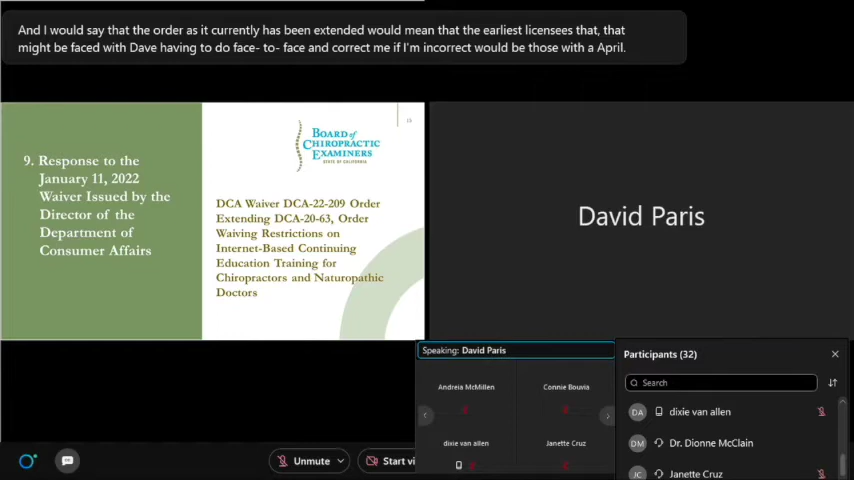 And I would say that the order as it currently has been extended would mean that the earliest licensees that, that
might be faced with Dave having to do face- to- face and correct me if I'm incorrect would be those with a April.
15
BOARD of
CHIROPRACTIC
EXAMINERS
STATE OF CALIFORNIA
9. Response to the
January 11, 2022
Waiver Issued by the
Director of the
Department of
Consumer Affairs
DCA Waiver DCA-22-209 Order
Extending DCA-20-63, Order
Waiving Restrictions on
Internet-Based Continuing
Education Training for
Chiropractors and Naturopathic
Doctors
David Paris
Speaking: David Paris
Andreia McMillen
Connie Bouvia
dixie van allen
Janette Cruz
Participants (32)
Search
DA dixie van allen
DM Dr. Dionne McClain
JC Janette Cruz
Unmute
Start vi